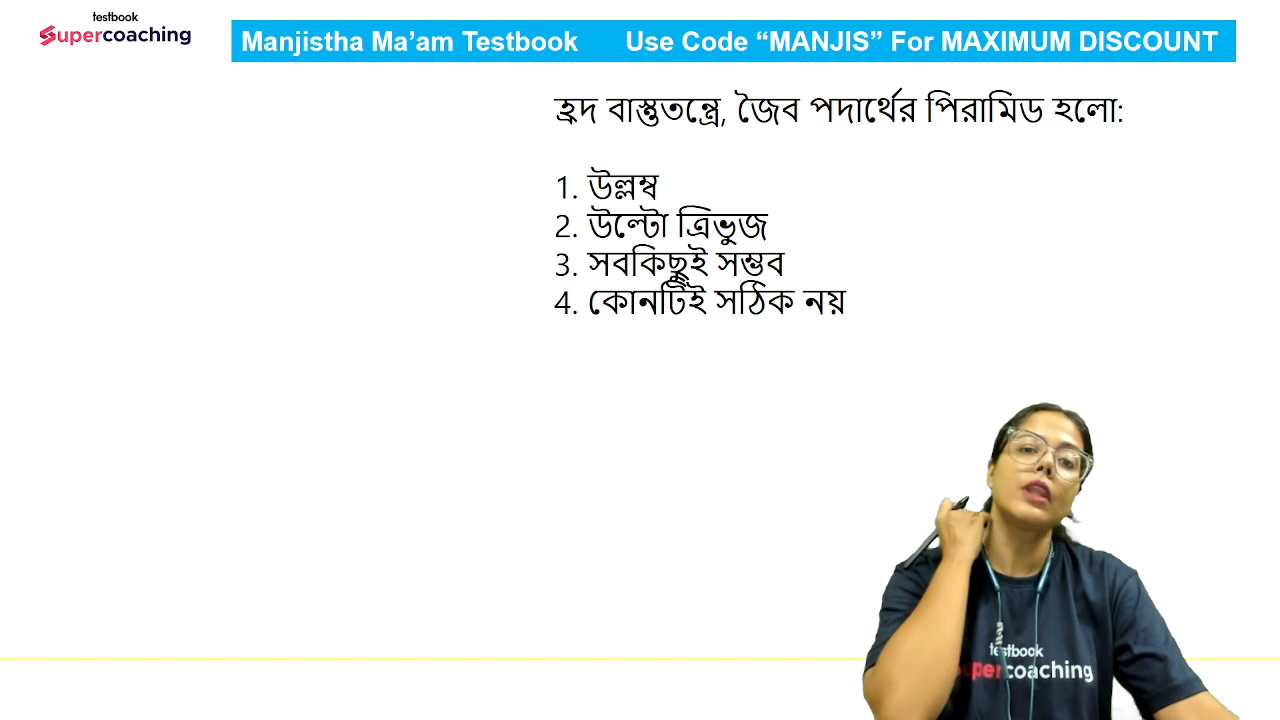 testbook
Supercoaching
Manjistha Ma’am Testbook Use Code “MANJIS” For MAXIMUM DISCOUNT
হ্রদ বাস্তুতন্ত্রে, জৈব পদার্থের পিরামিড হলো:
1. উল্লম্ব
2. উল্টো ত্রিভুজ
3. সবকিছুই সম্ভব
4. কোনটিই সঠিক নয়
testbook
Supercoaching